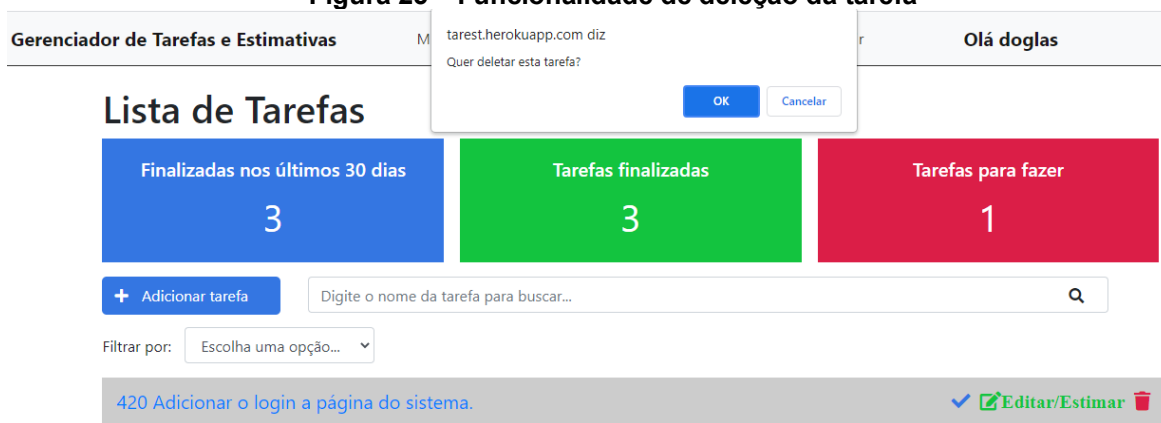 Funcionalidade de deleção da tarefa
Gerenciador de Tarefas e Estimativas
M
tarest.herokuapp.com diz
Quer deletar esta tarefa?
OK
Cancelar
r
Olá doglas
Lista de Tarefas
Finalizadas nos últimos 30 dias
3
Tarefas finalizadas
3
Tarefas para fazer
1
Adicionar tarefa
Digite o nome da tarefa para buscar...
Filtrar por:
Escolha uma opção...
420 Adicionar o login a página do sistema.
Editar/Estimar